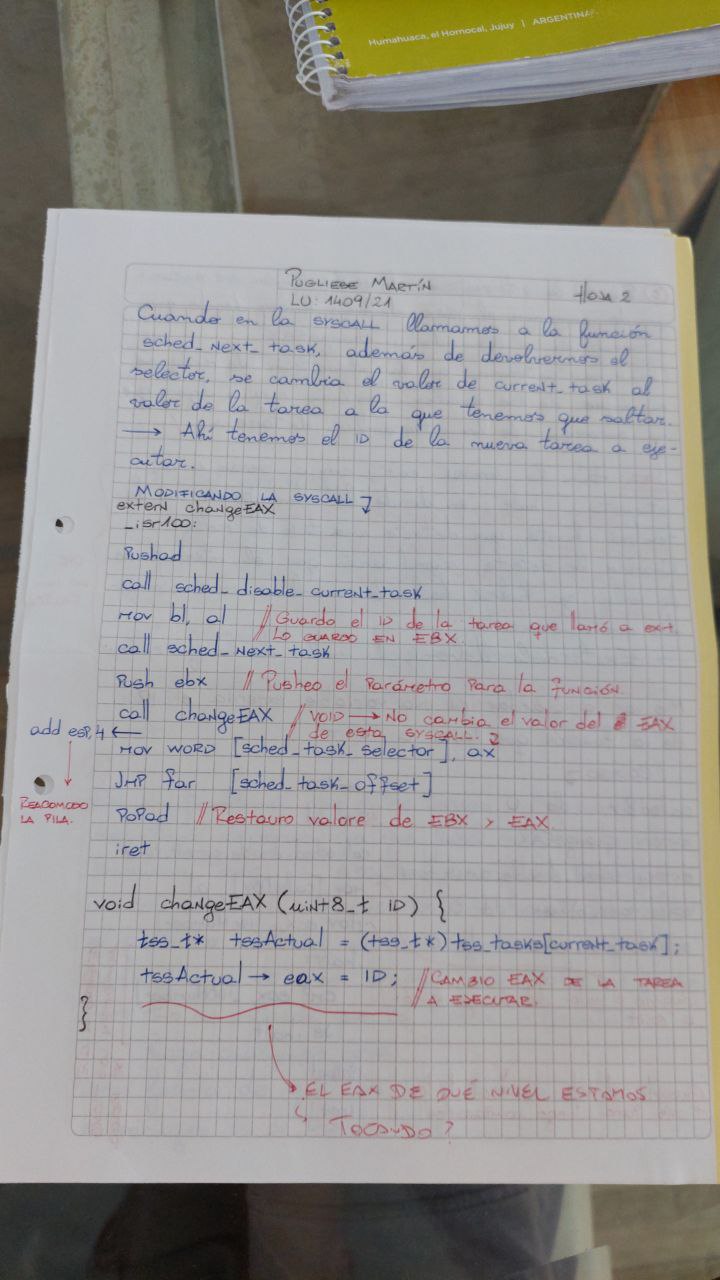 Humahuaca, el Hornocal, Jujuy | ARGENTINA
PUGLIESE MARTÍN
LU: 1409/21
HOJA 2
Cuando en la SYSCALL llamamos a la función
sched_Next_task, además de devolvernos el
selector, se cambia el valor de current_task al
valor de la tarea a la que tenemos que saltar.
→ Ahí tenemos el ID de la nueva tarea a eje-
cutar.
MODIFICANDO LA SYSCALL
extern changeEAX
_isr100:
Pushad
call sched_disable_current_task
MOV bl, al // Guardo el ID de la tarea que llamó a exit.
// LO GUARDO EN EBX.
call sched_Next_task
Push ebx // Pusheo el Parámetro Para la función
call changeEAX // VOID → No cambia el valor del EAX
de esta SYSCALL.
add esp, 4 ←
MOV WORD [sched_task_selector], ax
JMP far [sched_task_offset]
REACOMODO
LA PILA.
PoPad // Restauro valore de EBX y EAX.
iret
void changeEAX (uint8_t ID) {
tss_t* tssActual = (tss_t*) tss_tasks[current_task];
tssActual → eax = ID; // CAMBIO EAX DE LA TAREA
A EJECUTAR.
}
EL EAX DE QUÉ NIVEL ESTAMOS
TOCANDO?